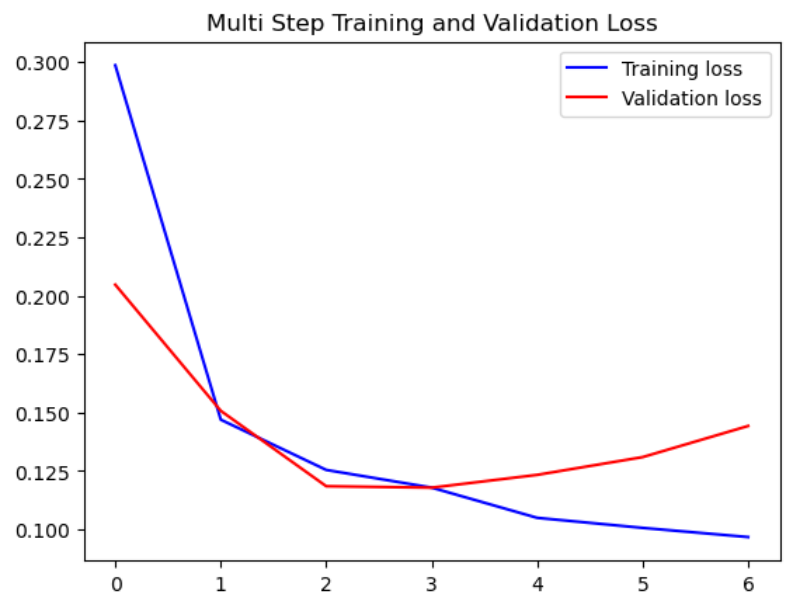 Multi Step Training and Validation Loss
Training loss
Validation loss
0.300
0.275
0.250
0.225
0.200
0.175
0.150
0.125
0.100
0 1 2 3 4 5 6